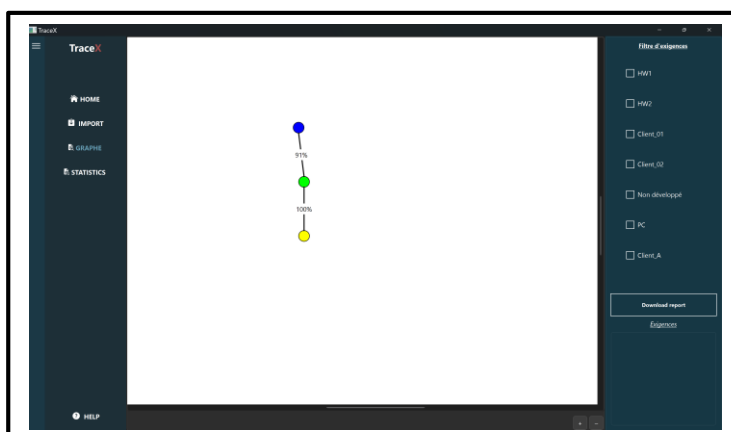 TraceX
TraceX
HOME
IMPORT
GRAPHE
STATISTICS
HELP
91%
100%
Filtre d'exigences
HW1
HW2
Client_01
Client_02
Non développé
PC
Client_A
Download report
Exigences
+ -